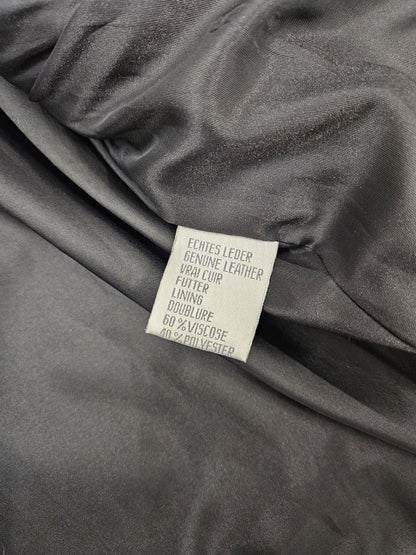 ECHTES LEDER
GENUINE LEATHER
VRAI CUIR
FUTTER
LINING
DOUBLURE
60 % VISCOSE
40 % POLYESTER